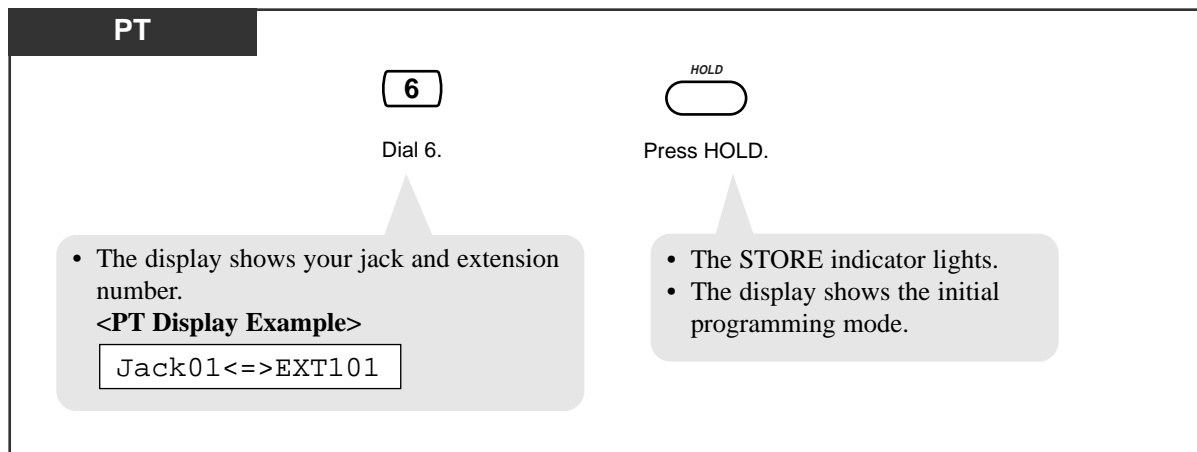 PT
6
HOLD
Dial 6.
Press HOLD.
• The display shows your jack and extension
number.
<PT Display Example>
Jack01<=>EXT101
• The STORE indicator lights.
• The display shows the initial
programming mode.